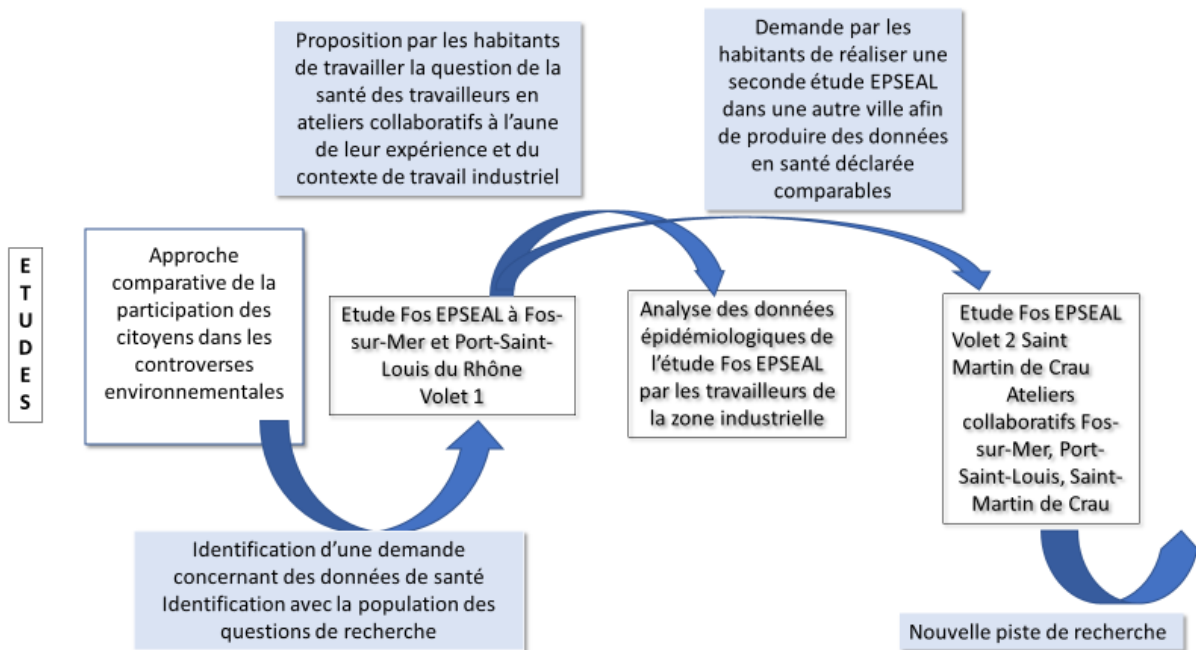 Proposition par les habitants
de travailler la question de la
santé des travailleurs en
ateliers collaboratifs à l’aune
de leur expérience et du
contexte de travail industriel
Demande par les
habitants de réaliser une
seconde étude EPSEAL
dans une autre ville afin
de produire des données
en santé déclarée
comparables
E
T
U
D
E
S
Approche
comparative de la
participation des
citoyens dans les
controverses
environnementales
Etude Fos EPSEAL à Fos-
sur-Mer et Port-Saint-
Louis du Rhône
Volet 1
Analyse des données
épidémiologiques de
l’étude Fos EPSEAL
par les travailleurs de
la zone industrielle
Etude Fos EPSEAL
Volet 2 Saint
Martin de Crau
Ateliers
collaboratifs Fos-
sur-Mer, Port-
Saint-Louis, Saint-
Martin de Crau
Identification d’une demande
concernant des données de santé
Identification avec la population des
questions de recherche
Nouvelle piste de recherche